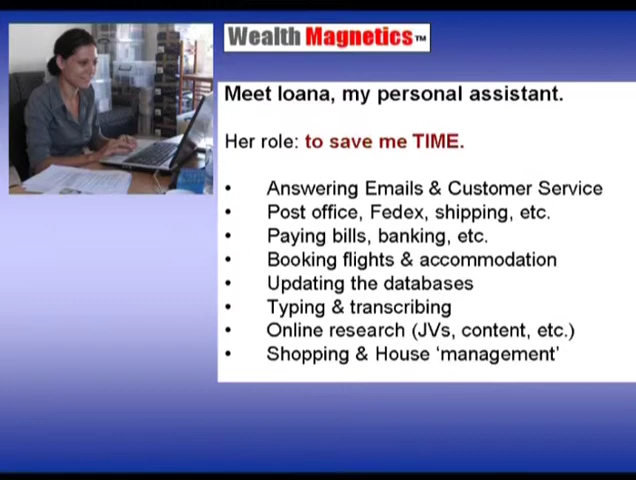 Wealth Magnetics™
Meet Ioana, my personal assistant.
Her role: to save me TIME.
• Answering Emails & Customer Service
• Post office, Fedex, shipping, etc.
• Paying bills, banking, etc.
• Booking flights & accommodation
• Updating the databases
• Typing & transcribing
• Online research (JVs, content, etc.)
• Shopping & House ‘management’